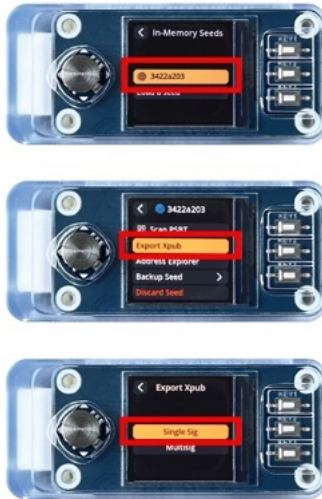 In-Memory Seeds
3422a203
Load a seed
KEY1
KEY2
KEY3
3422a203
Scan PSBT
Export Xpub
Address Explorer
Backup Seed
Discard Seed
KEY1
KEY2
KEY3
Export Xpub
Single Sig
Multisig
KEY1
KEY2
KEY3